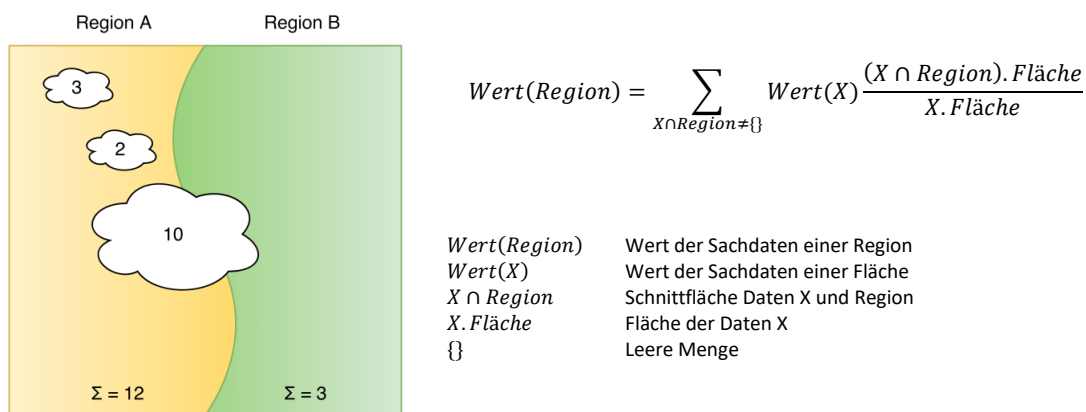 Region A Region B
3
2
10
Σ = 12 Σ = 3
Wert(Region) = ∑ Wert(X) (X ∩ Region).Fläche / X.Fläche
X∩Region≠{}
Wert(Region) Wert der Sachdaten einer Region
Wert(X) Wert der Sachdaten einer Fläche
X ∩ Region Schnittfläche Daten X und Region
X.Fläche Fläche der Daten X
{} Leere Menge